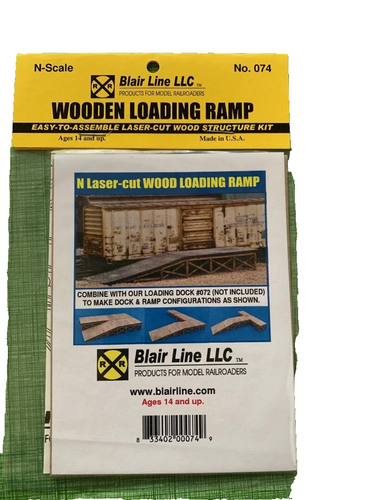 N-Scale
No. 074
R R
Blair Line LLC TM
PRODUCTS FOR MODEL RAILROADERS
WOODEN LOADING RAMP
EASY-TO-ASSEMBLE LASER-CUT WOOD STRUCTURE KIT
Ages 14 and up.
Made in U.S.A.
N Laser-cut WOOD LOADING RAMP
COMBINE WITH OUR LOADING DOCK #072 (NOT INCLUDED)
TO MAKE DOCK & RAMP CONFIGURATIONS AS SHOWN.
R R
Blair Line LLC TM
PRODUCTS FOR MODEL RAILROADERS
www.blairline.com
Ages 14 and up.
8 53402 00074 9